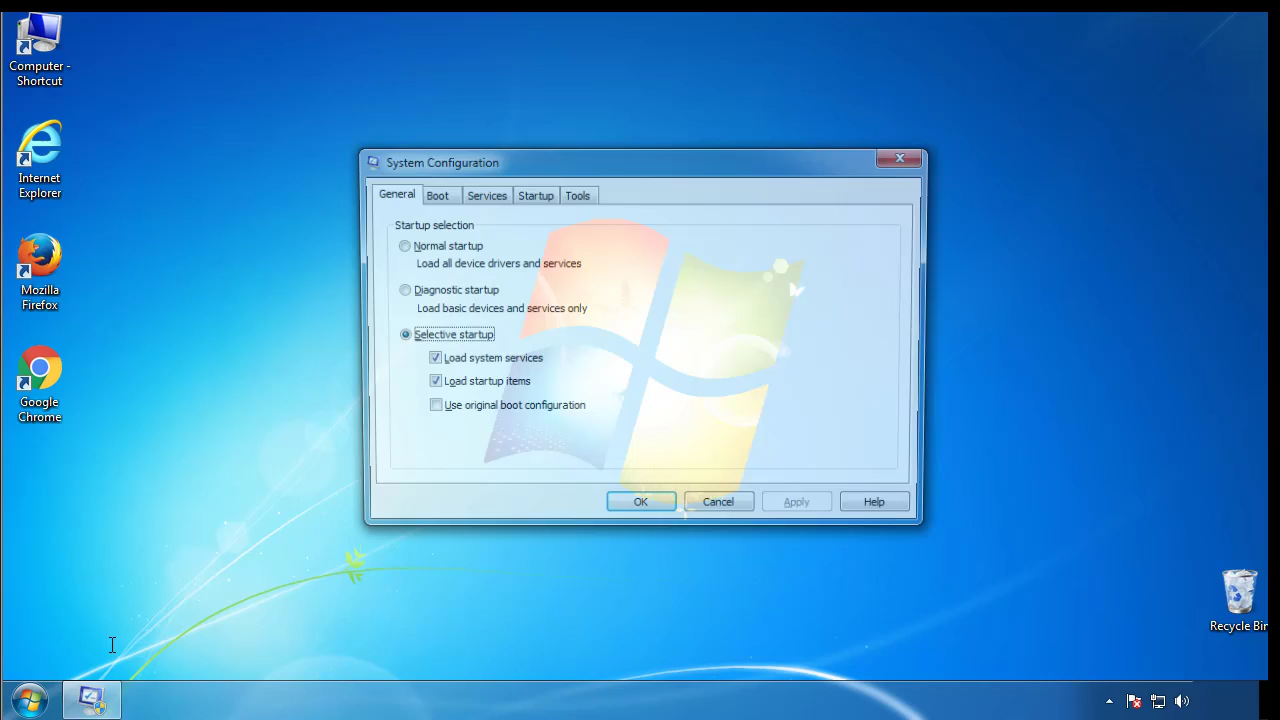 Computer -
Shortcut
Internet
Explorer
Mozilla
Firefox
Google
Chrome
System Configuration
General Boot Services Startup Tools
Startup selection
Normal startup
Load all device drivers and services
Diagnostic startup
Load basic devices and services only
Selective startup
Load system services
Load startup items
Use original boot configuration
OK Cancel Apply Help
Recycle Bin